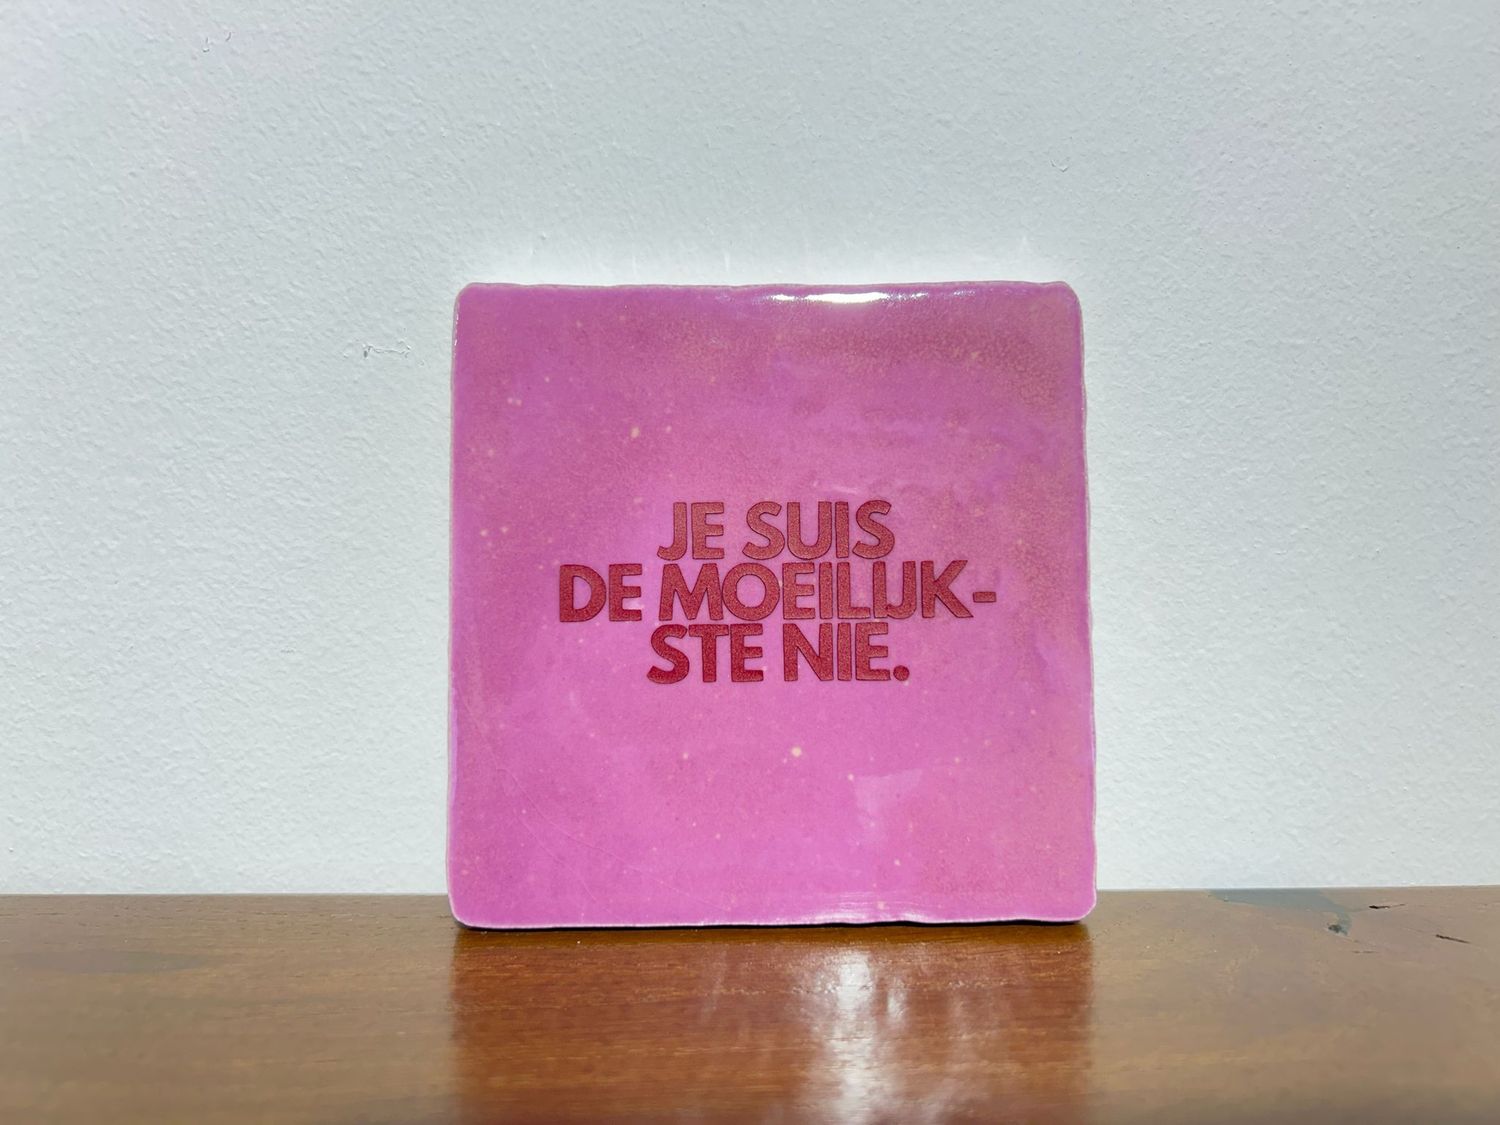 JE SUIS
DE MOEILIJK-
STE NIE.